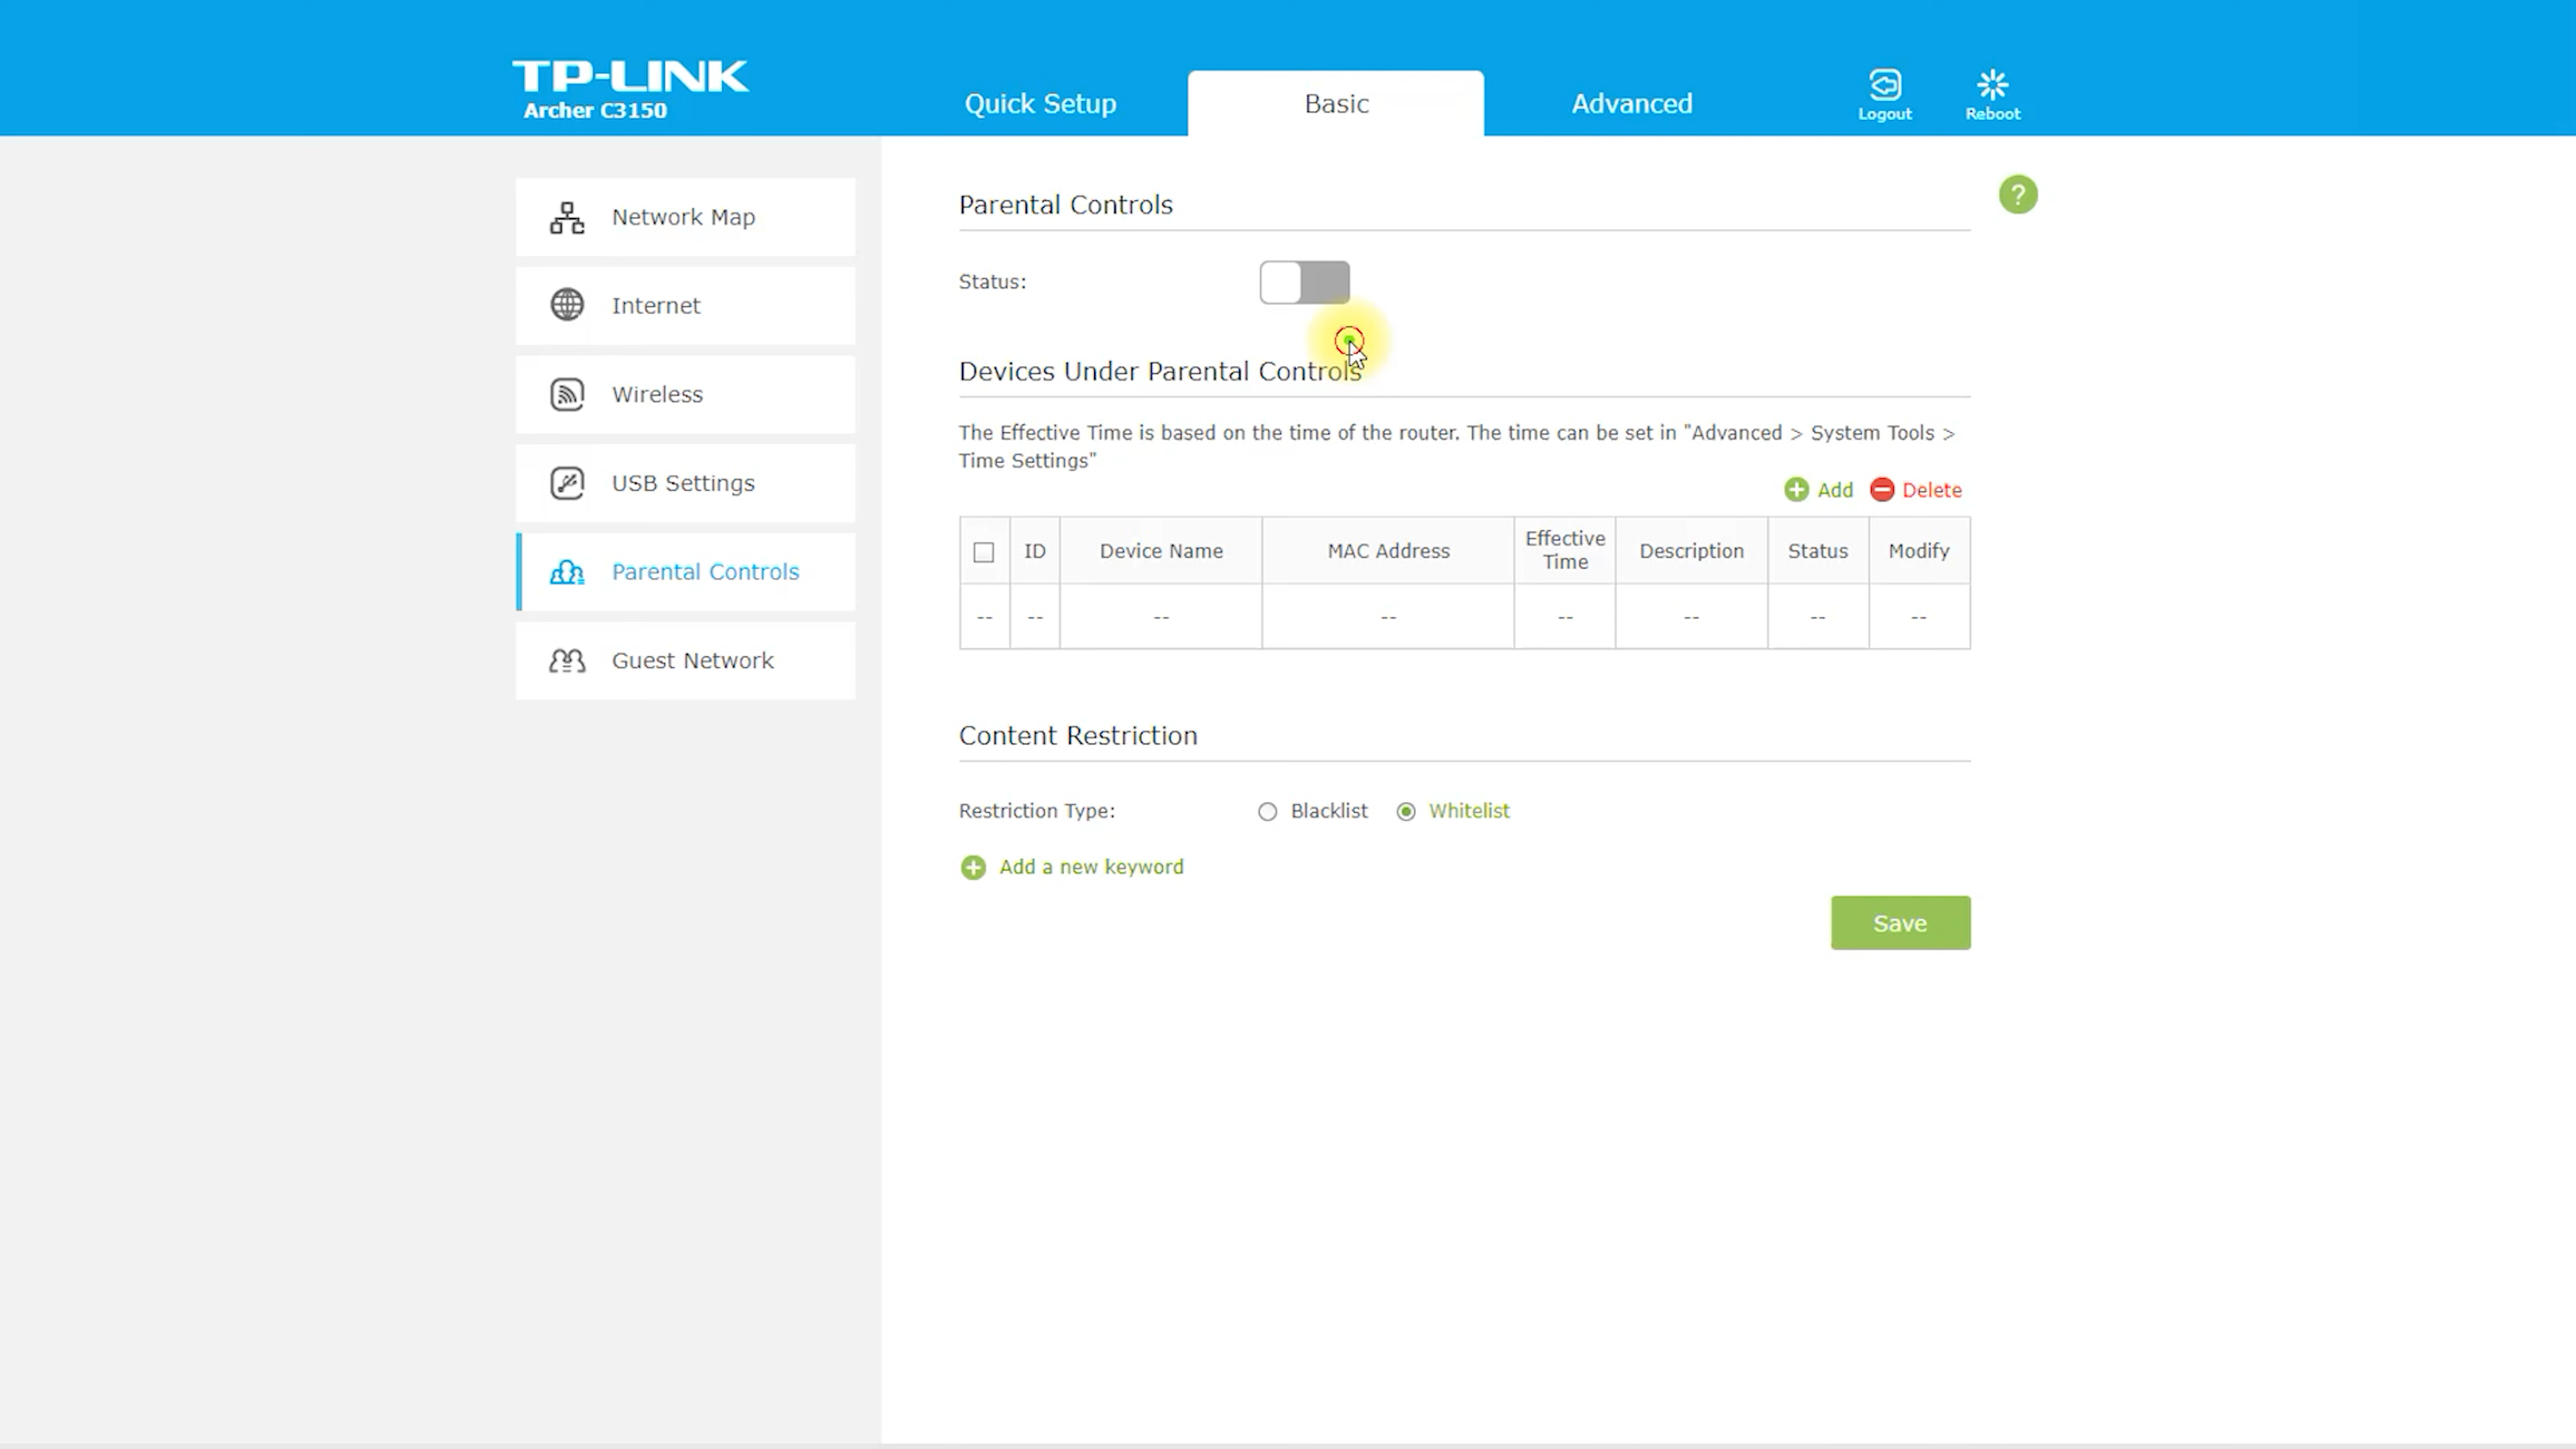 TP-LINK
Archer C3150
Quick Setup
Basic
Advanced
Logout
Reboot
Network Map
Internet
Wireless
USB Settings
Parental Controls
Guest Network
Parental Controls
?
Status:
Devices Under Parental Controls
The Effective Time is based on the time of the router. The time can be set in "Advanced > System Tools >
Time Settings"
Add Delete
ID Device Name MAC Address Effective Time Description Status Modify
-- -- -- -- -- -- -- --
Content Restriction
Restriction Type: Blacklist Whitelist
Add a new keyword
Save